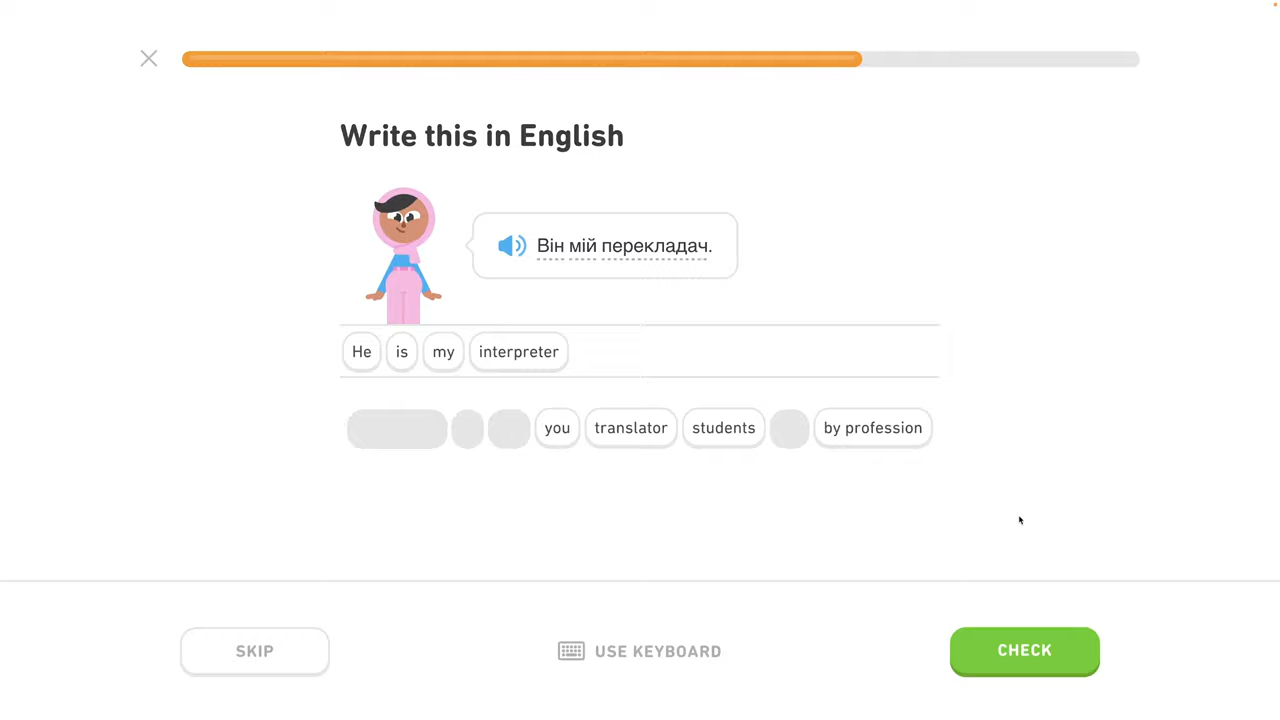 Write this in English
Він мій перекладач.
He is my interpreter
you translator students by profession
SKIP USE KEYBOARD CHECK